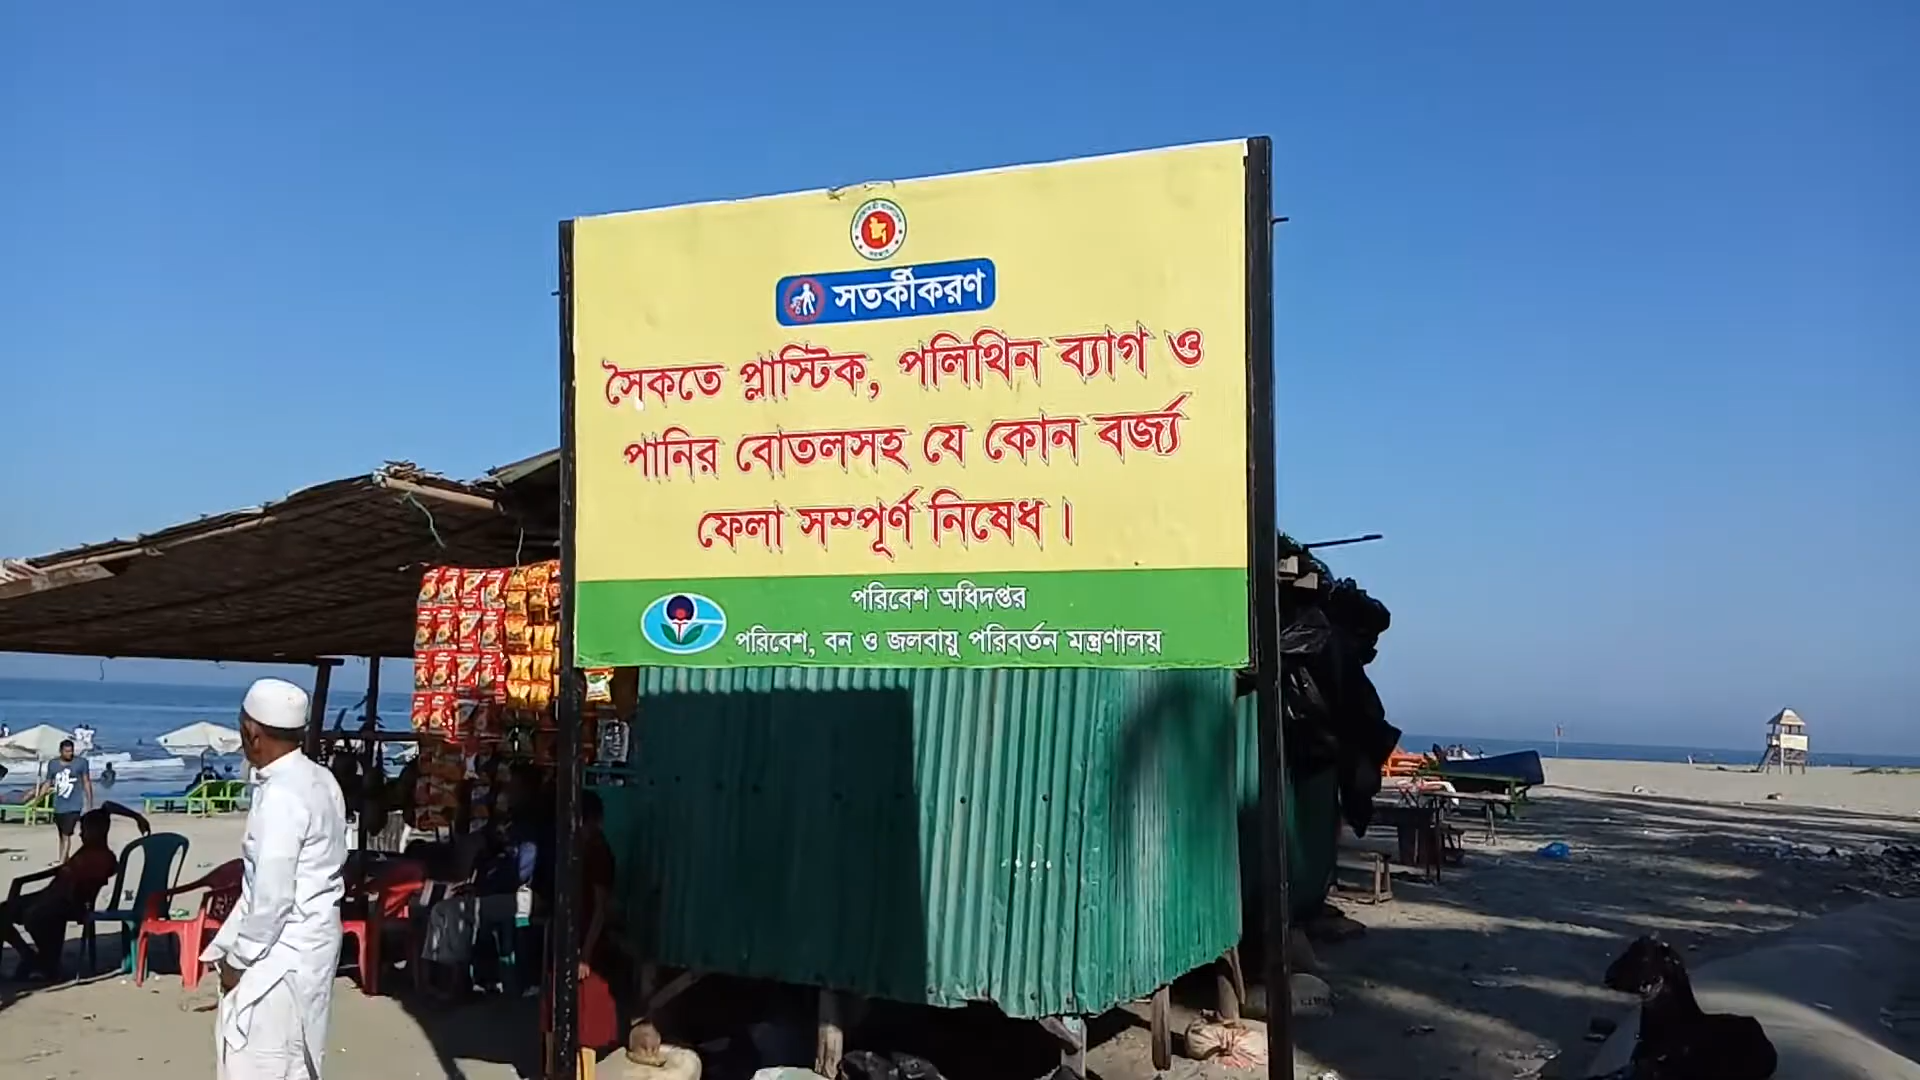 সতর্কীকরণ
সৈকতে প্লাস্টিক, পলিথিন ব্যাগ ও
পানির বোতলসহ যে কোন বর্জ্য
ফেলা সম্পূর্ণ নিষেধ।
পরিবেশ অধিদপ্তর
পরিবেশ, বন ও জলবায়ু পরিবর্তন মন্ত্রণালয়